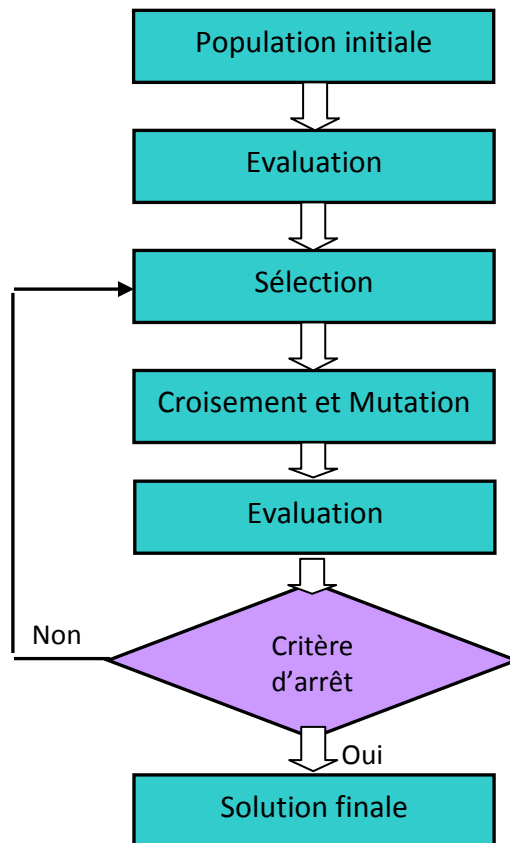 Population initiale
Evaluation
Sélection
Croisement et Mutation
Evaluation
Critère
d'arrêt
Non
Oui
Solution finale